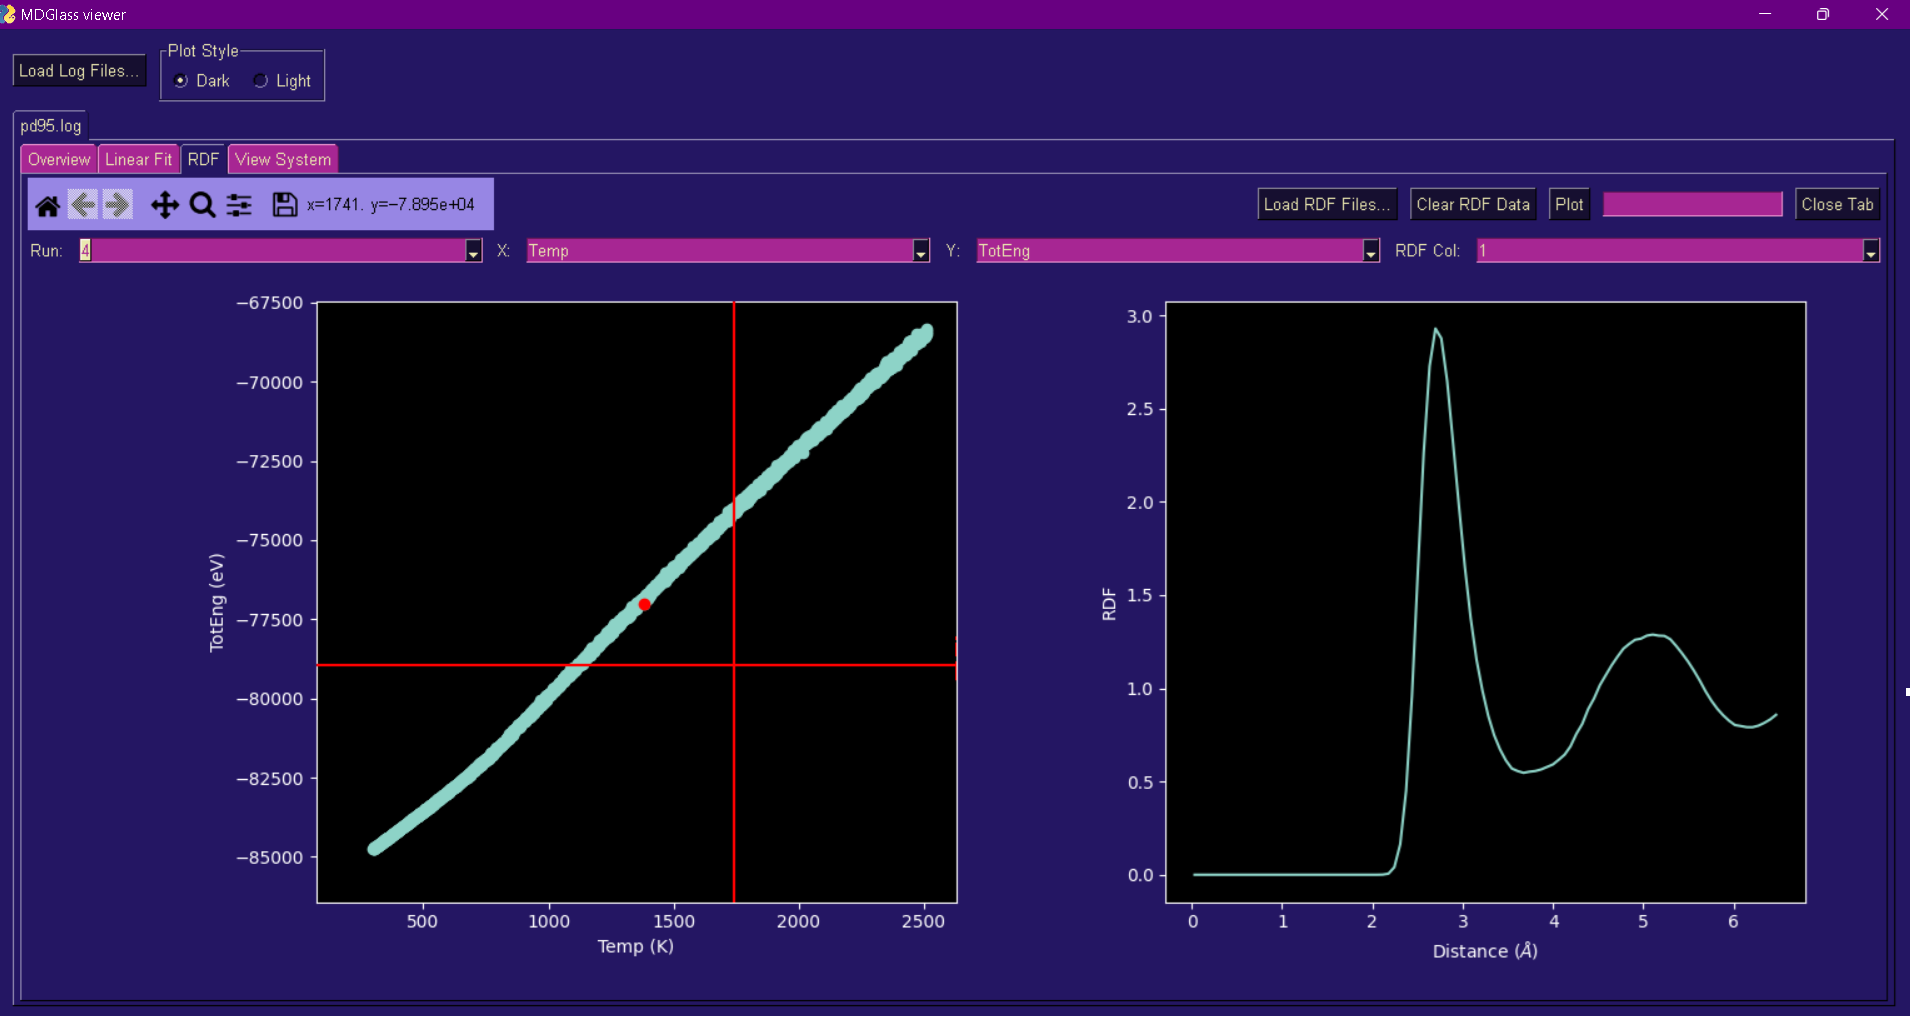 MDGlass viewer
Load Log Files...
Plot Style
Dark
Light
pd95.log
Overview
Linear Fit
RDF
View System
x=1741. y=−7.895e+04
Load RDF Files...
Clear RDF Data
Plot
Close Tab
Run:
4
X:
Temp
Y:
TotEng
RDF Col:
1
−67500
−70000
−72500
−75000
−77500
−80000
−82500
−85000
TotEng (eV)
500
1000
1500
2000
2500
Temp (K)
3.0
2.5
2.0
1.5
1.0
0.5
0.0
RDF
0
1
2
3
4
5
6
Distance (Å)